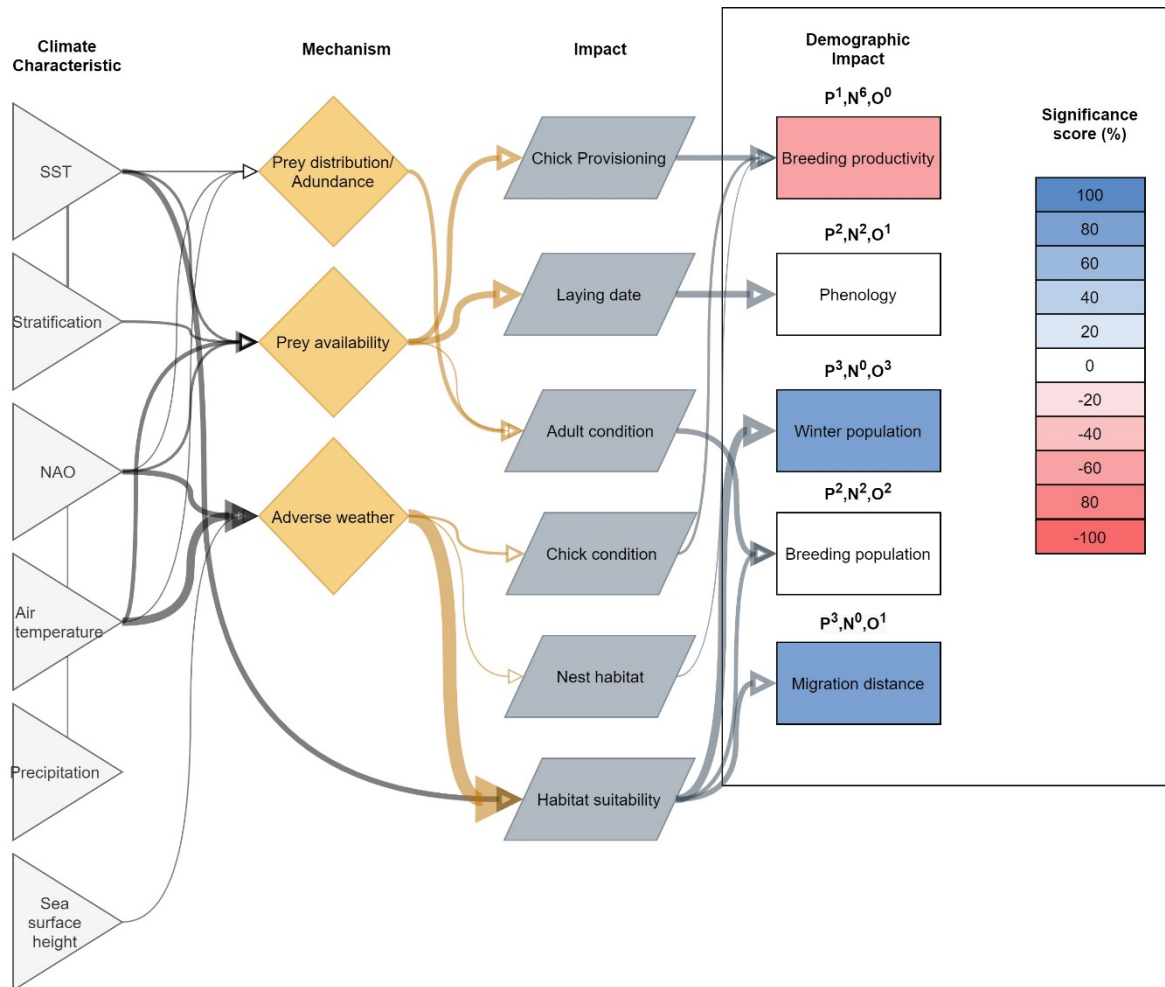 Climate
Characteristic
Mechanism
Impact
Demographic
Impact
SST
Stratification
NAO
Air
temperature
Precipitation
Sea
surface
height
Prey distribution/
Adundance
Prey availability
Adverse weather
Chick Provisioning
Laying date
Adult condition
Chick condition
Nest habitat
Habitat suitability
P¹,N⁶,O⁰
Breeding productivity
P²,N²,O¹
Phenology
P³,N⁰,O³
Winter population
P²,N²,O²
Breeding population
P³,N⁰,O¹
Migration distance
Significance
score (%)
100
80
60
40
20
0
-20
-40
-60
80
-100